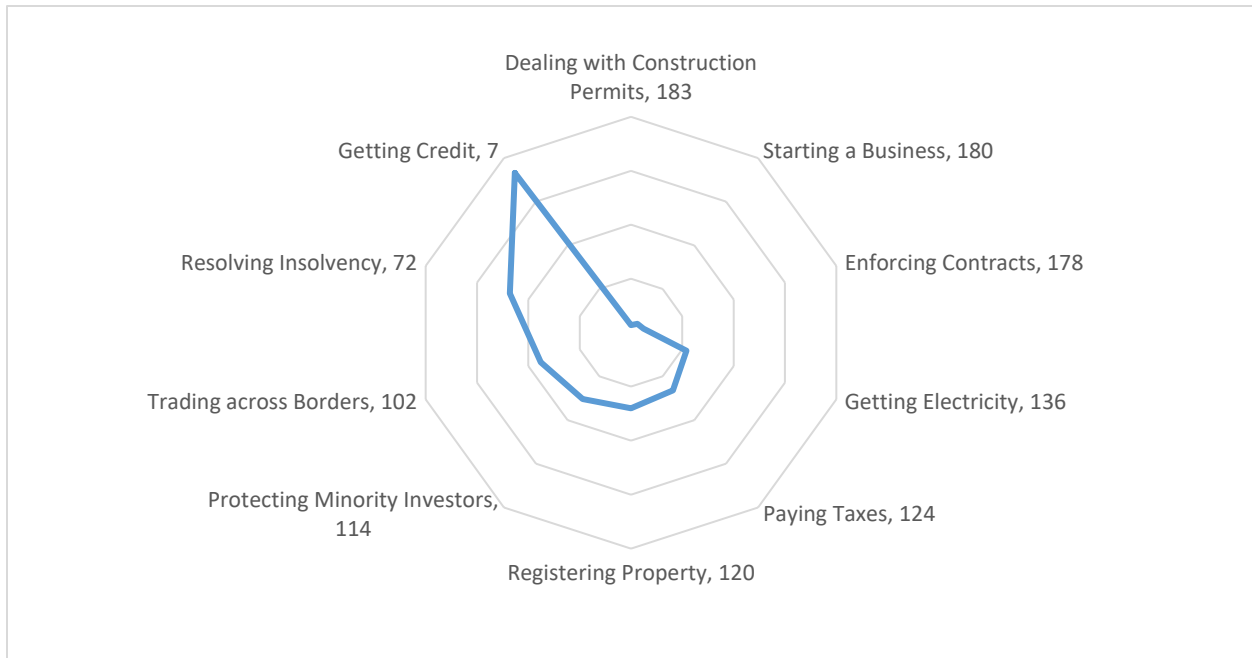 Dealing with Construction
Permits, 183
Starting a Business, 180
Enforcing Contracts, 178
Getting Electricity, 136
Paying Taxes, 124
Registering Property, 120
Protecting Minority Investors,
114
Trading across Borders, 102
Resolving Insolvency, 72
Getting Credit, 7